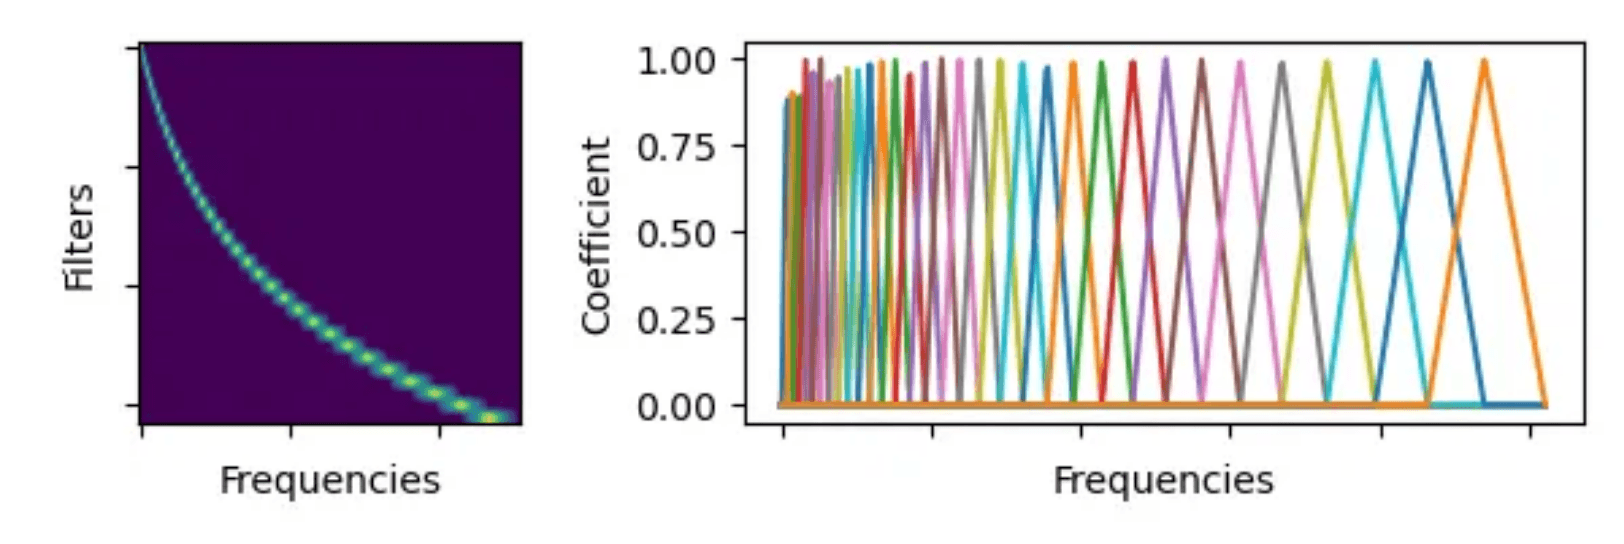 Filters
Frequencies
Coefficient
1.00
0.75
0.50
0.25
0.00
Frequencies